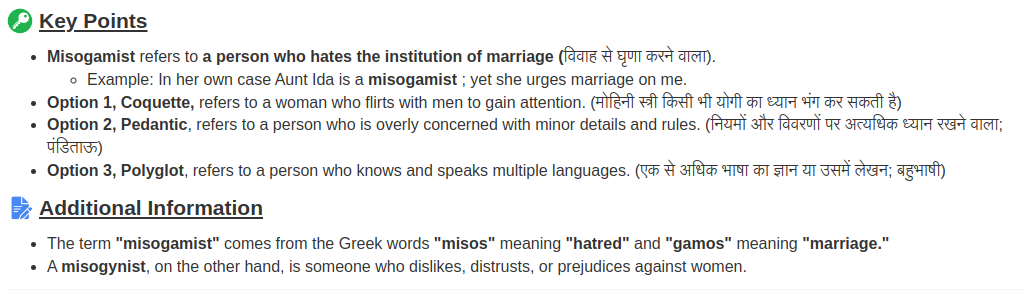 Key Points
Misogamist refers to a person who hates the institution of marriage (विवाह से घृणा करने वाला).
Example: In her own case Aunt Ida is a misogamist ; yet she urges marriage on me.
Option 1, Coquette, refers to a woman who flirts with men to gain attention. (मोहिनी स्त्री किसी भी योगी का ध्यान भंग कर सकती है)
Option 2, Pedantic, refers to a person who is overly concerned with minor details and rules. (नियमों और विवरणों पर अत्यधिक ध्यान रखने वाला;
पंडिताऊ)
Option 3, Polyglot, refers to a person who knows and speaks multiple languages. (एक से अधिक भाषा का ज्ञान या उसमें लेखन; बहुभाषी)
Additional Information
The term "misogamist" comes from the Greek words "misos" meaning "hatred" and "gamos" meaning "marriage."
A misogynist, on the other hand, is someone who dislikes, distrusts, or prejudices against women.